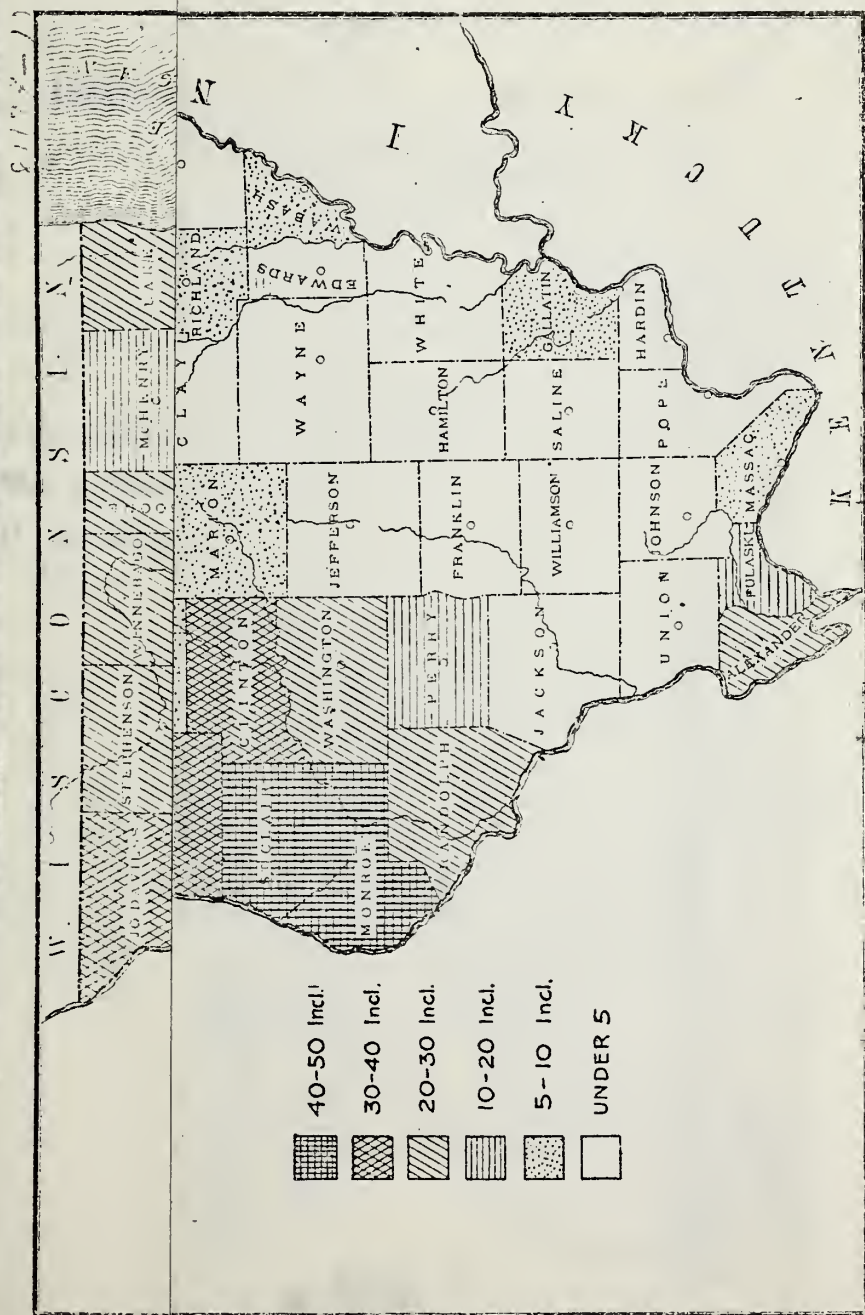 WISCONSIN
JO DAVIESS
STEPHENSON
WINNEBAGO
MCHENRY
LAKE
CLINTON
MARION
CLAY
RICHLAND
WABASH
EDWARDS
WAYNE
JEFFERSON
WASHINGTON
ST. CLAIR
MONROE
RANDOLPH
PERRY
FRANKLIN
HAMILTON
WHITE
JACKSON
WILLIAMSON
SALINE
GALLATIN
UNION
JOHNSON
POPE
HARDIN
ALEXANDER
PULASKI
MASSAC
KENTUCKY
40-50 Incl.
30-40 Incl.
20-30 Incl.
10-20 Incl.
5-10 Incl.
UNDER 5